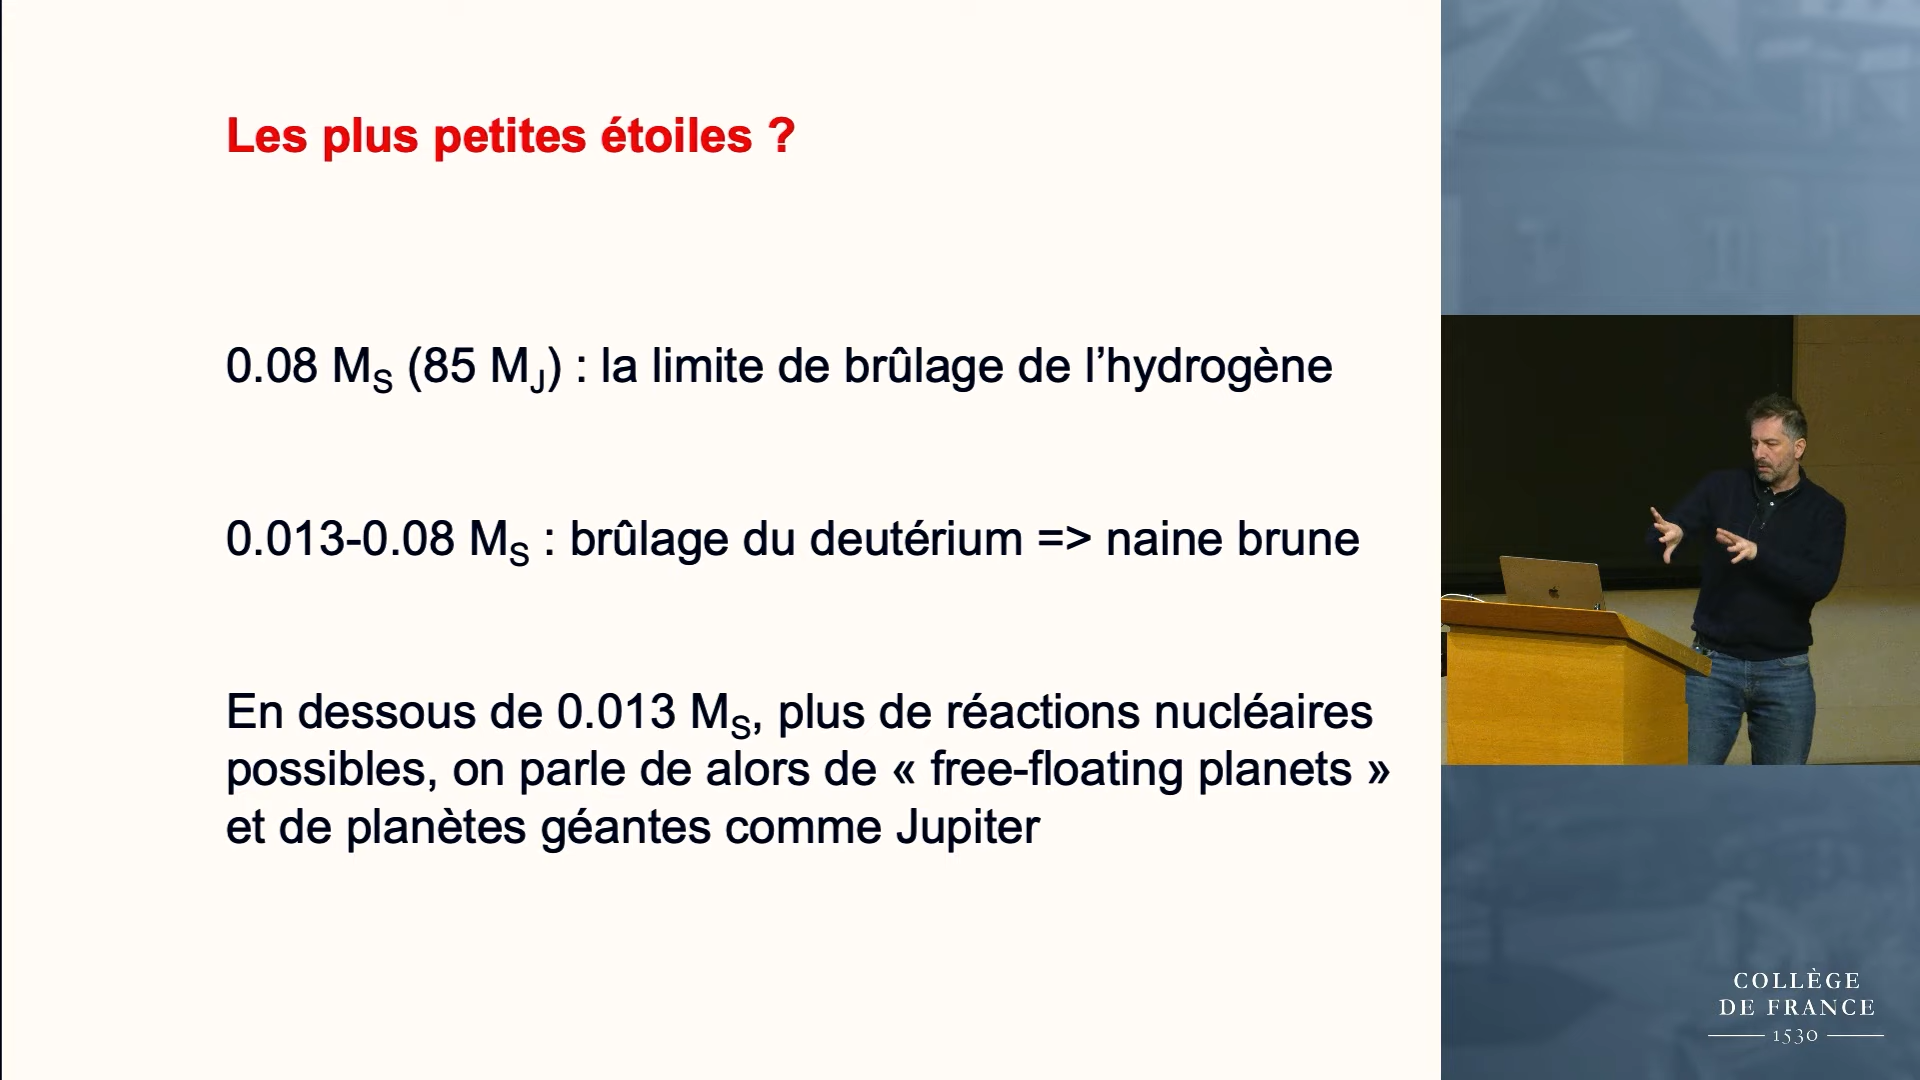 Les plus petites étoiles ?
0.08 M_S (85 M_J) : la limite de brûlage de l’hydrogène
0.013-0.08 M_S : brûlage du deutérium => naine brune
En dessous de 0.013 M_S, plus de réactions nucléaires
possibles, on parle de alors de « free-floating planets »
et de planètes géantes comme Jupiter
COLLÈGE
DE FRANCE
1530